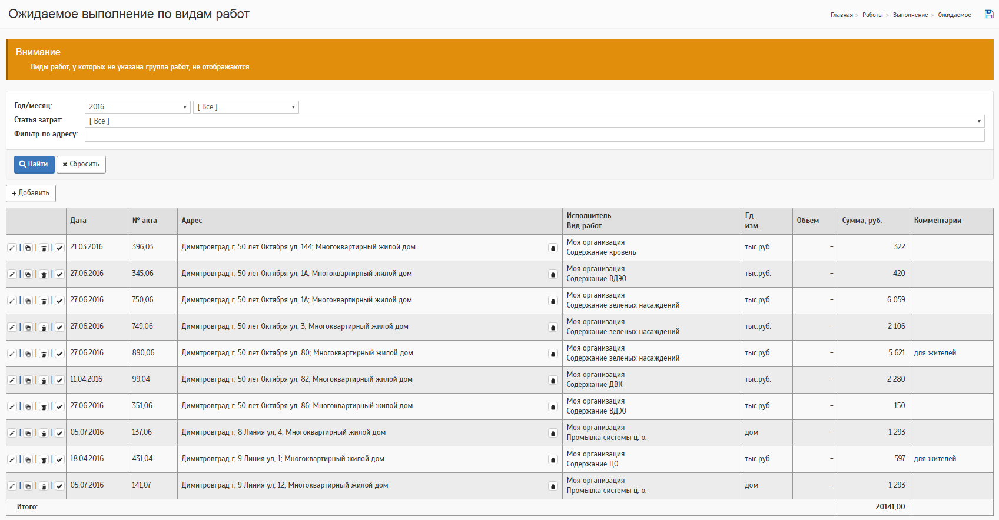 Ожидаемое выполнение по видам работ
Главная > Работы > Выполнение > Ожидаемое
Внимание
Виды работ, у которых не указана группа работ, не отображаются.
Год/месяц: 2016 [ Все ]
Статья затрат: [ Все ]
Фильтр по адресу:
Найти Сбросить
Добавить
Дата № акта Адрес Исполнитель Вид работ Ед. изм. Объем Сумма, руб. Комментарии
21.03.2016 396,03 Димитровград г, 50 лет Октября ул, 144; Многоквартирный жилой дом Моя организация Содержание кровель тыс.руб. – 322
27.06.2016 345,06 Димитровград г, 50 лет Октября ул, 1А; Многоквартирный жилой дом Моя организация Содержание ВДЭО тыс.руб. – 420
27.06.2016 750,06 Димитровград г, 50 лет Октября ул, 1А; Многоквартирный жилой дом Моя организация Содержание зеленых насаждений тыс.руб. – 6 059
27.06.2016 749,06 Димитровград г, 50 лет Октября ул, 3; Многоквартирный жилой дом Моя организация Содержание зеленых насаждений тыс.руб. – 2 106
27.06.2016 890,06 Димитровград г, 50 лет Октября ул, 80; Многоквартирный жилой дом Моя организация Содержание зеленых насаждений тыс.руб. – 5 621 для жителей
11.04.2016 99,04 Димитровград г, 50 лет Октября ул, 82; Многоквартирный жилой дом Моя организация Содержание ДВК тыс.руб. – 2 280
27.06.2016 351,06 Димитровград г, 50 лет Октября ул, 86; Многоквартирный жилой дом Моя организация Содержание ВДЭО тыс.руб. – 150
05.07.2016 137,06 Димитровград г, 8 Линия ул, 4; Многоквартирный жилой дом Моя организация Промывка системы ц. о. дом – 1 293
18.04.2016 431,04 Димитровград г, 9 Линия ул, 1; Многоквартирный жилой дом Моя организация Содержание ЦО тыс.руб. – 597 для жителей
05.07.2016 141,07 Димитровград г, 9 Линия ул, 12; Многоквартирный жилой дом Моя организация Промывка системы ц. о. дом – 1 293
Итого: 20141,00